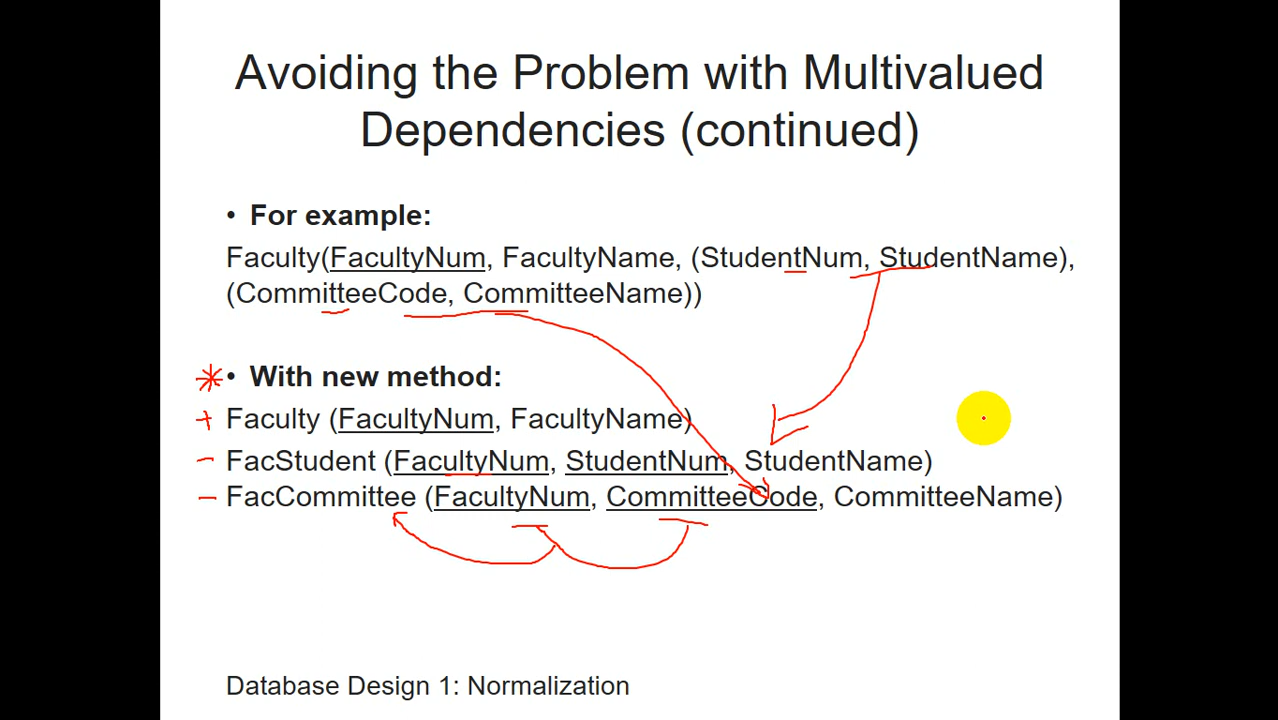 Avoiding the Problem with Multivalued
Dependencies (continued)
• For example:
Faculty(FacultyNum, FacultyName, (StudentNum, StudentName),
(CommitteeCode, CommitteeName))
• With new method:
Faculty (FacultyNum, FacultyName)
FacStudent (FacultyNum, StudentNum, StudentName)
FacCommittee (FacultyNum, CommitteeCode, CommitteeName)
Database Design 1: Normalization